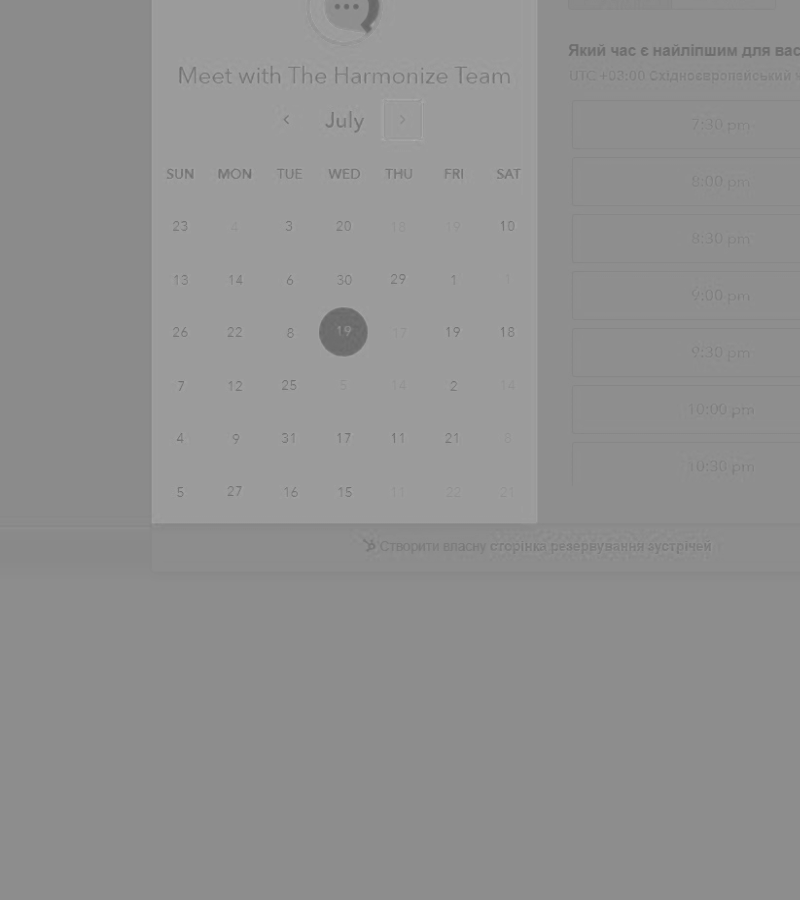 Meet with The Harmonize Team
July
SUN MON TUE WED THU FRI SAT
23 4 3 20 18 19 10
13 14 6 30 29 1 1
26 22 8 19 17 19 18
7 12 25 5 14 2 14
4 9 31 17 11 21 8
5 27 16 15 11 22 21
Який час є найліпшим для вас
UTC +03:00 Східноєвропейський
7:30 pm
8:00 pm
8:30 pm
9:00 pm
9:30 pm
10:00 pm
10:30 pm
Створити власну сторінка резервування зустрічей